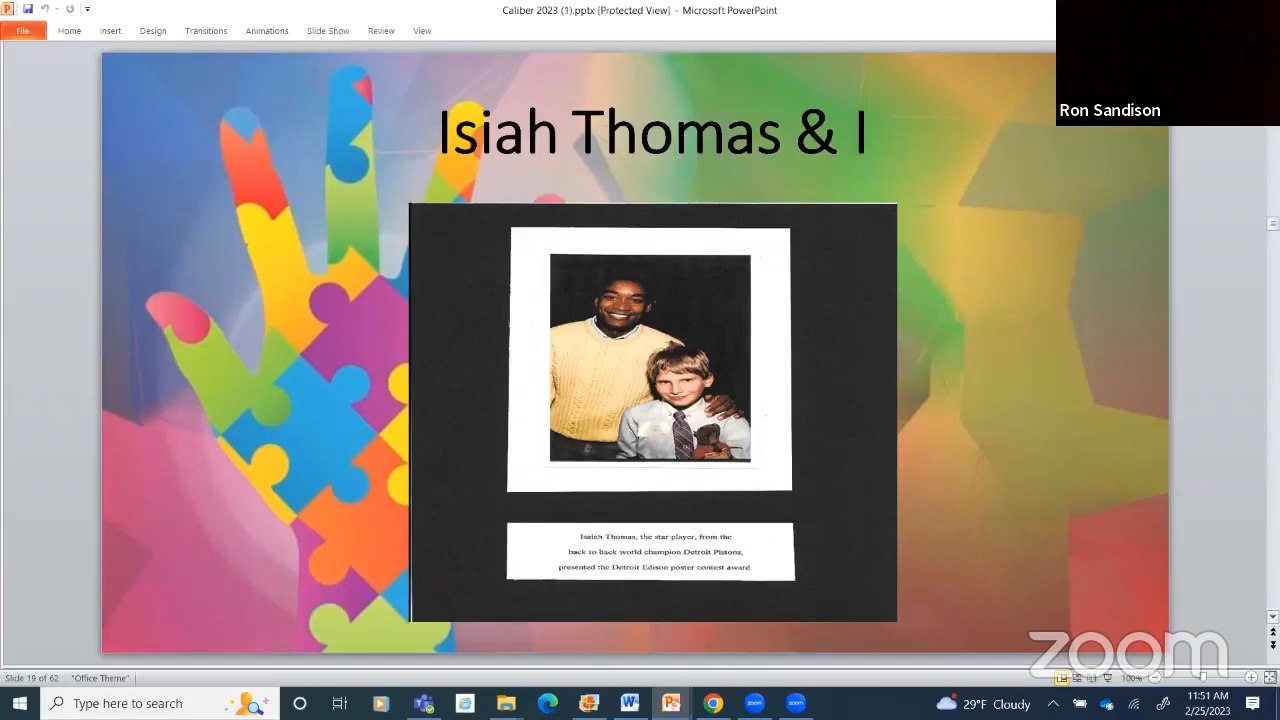 Caliber 2023 (1).pptx [Protected View] - Microsoft PowerPoint
File
Home
Insert
Design
Transitions
Animations
Slide Show
Review
View
Ron Sandison
Isiah Thomas & I
Isaiah Thomas, the star player, from the
back to back world champion Detroit Pistons,
presented the Detroit Edison poster contest award.
zoom
Slide 19 of 62
"Office Theme"
100%
Type here to search
zoom
zoom
29°F Cloudy
11:51 AM
2/25/2023